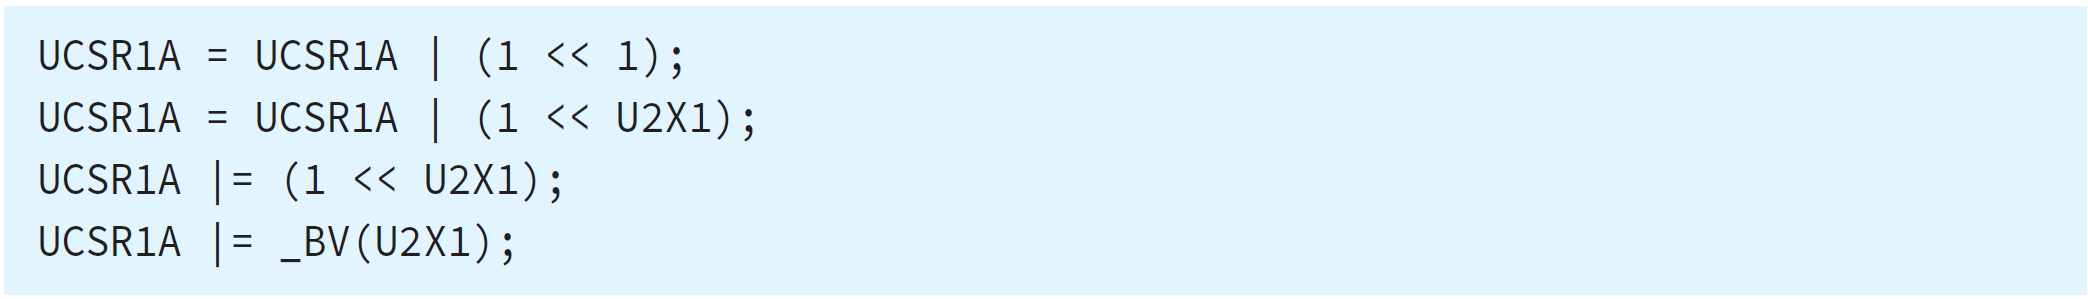 UCSR1A = UCSR1A | (1 << 1);
UCSR1A = UCSR1A | (1 << U2X1);
UCSR1A |= (1 << U2X1);
UCSR1A |= _BV(U2X1);